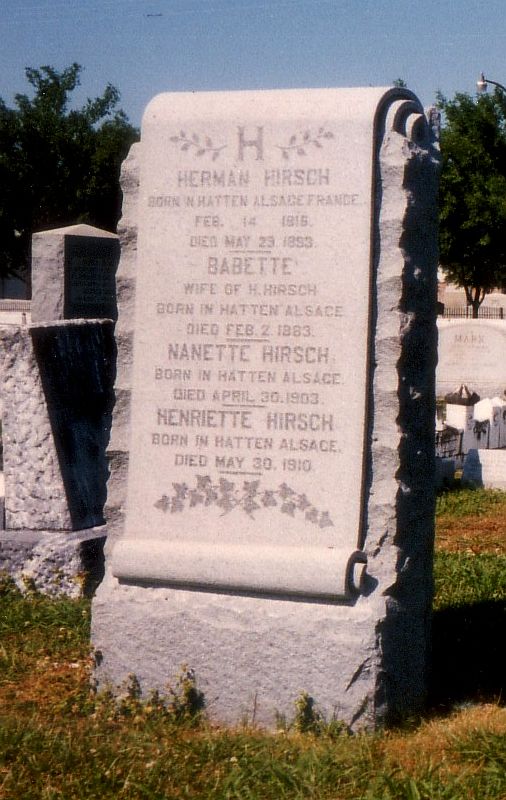 H
HERMAN HIRSCH
BORN IN HATTEN ALSACE FRANCE.
FEB. 14 1818.
DIED MAY 23. 1893.
BABETTE
WIFE OF H. HIRSCH
BORN IN HATTEN ALSACE
DIED FEB. 2. 1883.
NANETTE HIRSCH.
BORN IN HATTEN ALSACE.
DIED APRIL 30. 1903.
HENRIETTE HIRSCH
BORN IN HATTEN ALSACE.
DIED MAY 30. 1910.
MARK